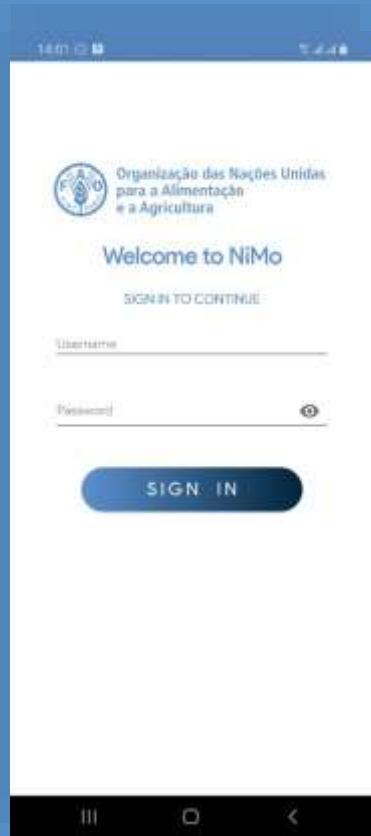 14:01
Organização das Nações Unidas
para a Alimentação
e a Agricultura
Welcome to NiMo
SIGN IN TO CONTINUE
Username
Password
SIGN IN